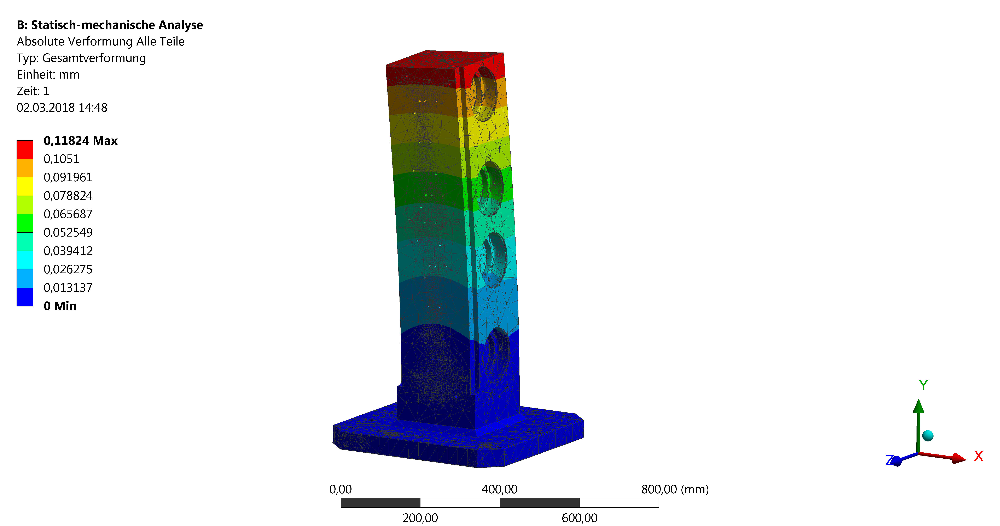 B: Statisch-mechanische Analyse
Absolute Verformung Alle Teile
Typ: Gesamtverformung
Einheit: mm
Zeit: 1
02.03.2018 14:48
0,11824 Max
0,1051
0,091961
0,078824
0,065687
0,052549
0,039412
0,026275
0,013137
0 Min
Y
X
Z
0,00 400,00 800,00 (mm)
200,00 600,00